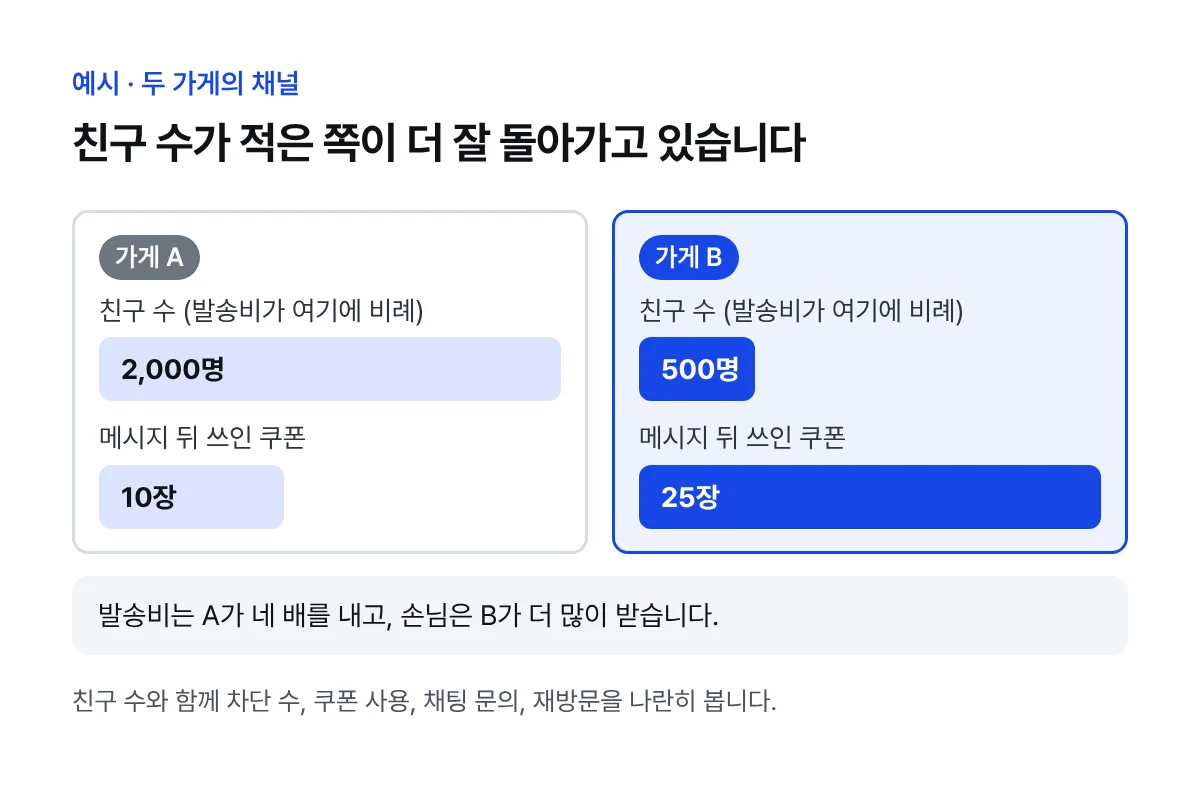 예시 · 두 가게의 채널
친구 수가 적은 쪽이 더 잘 돌아가고 있습니다
가게 A
친구 수 (발송비가 여기에 비례)
2,000명
메시지 뒤 쓰인 쿠폰
10장
가게 B
친구 수 (발송비가 여기에 비례)
500명
메시지 뒤 쓰인 쿠폰
25장
발송비는 A가 네 배를 내고, 손님은 B가 더 많이 받습니다.
친구 수와 함께 차단 수, 쿠폰 사용, 채팅 문의, 재방문을 나란히 봅니다.